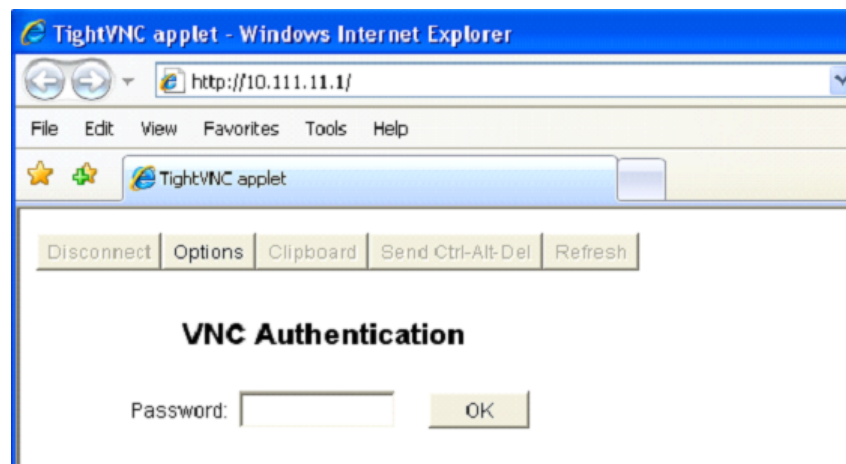 TightVNC applet - Windows Internet Explorer
http://10.111.11.1/
File Edit View Favorites Tools Help
TightVNC applet
Disconnect Options Clipboard Send Ctrl-Alt-Del Refresh
VNC Authentication
Password: OK